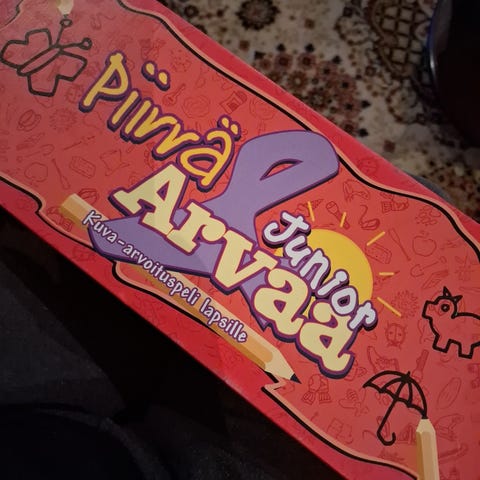 Piirrä
&
Arvaa
Junior
Kuva-arvoituspeli lapsille